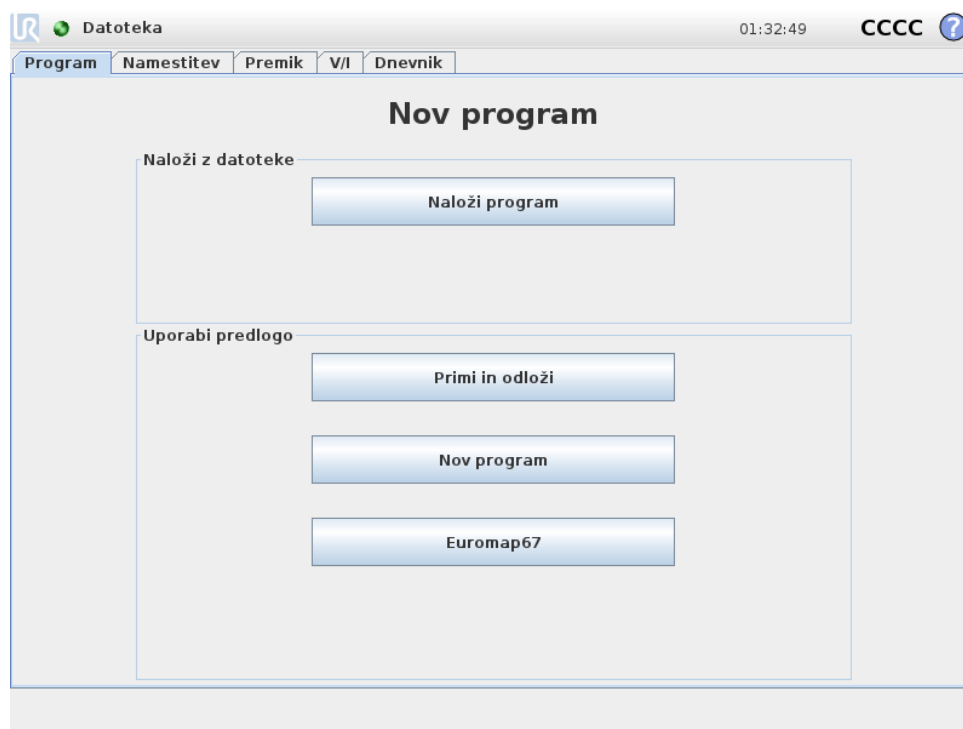 UR Datoteka 01:32:49 CCCC ?
Program Namestitev Premik V/I Dnevnik
Nov program
Naloži z datoteke
Naloži program
Uporabi predlogo
Primi in odloži
Nov program
Euromap67